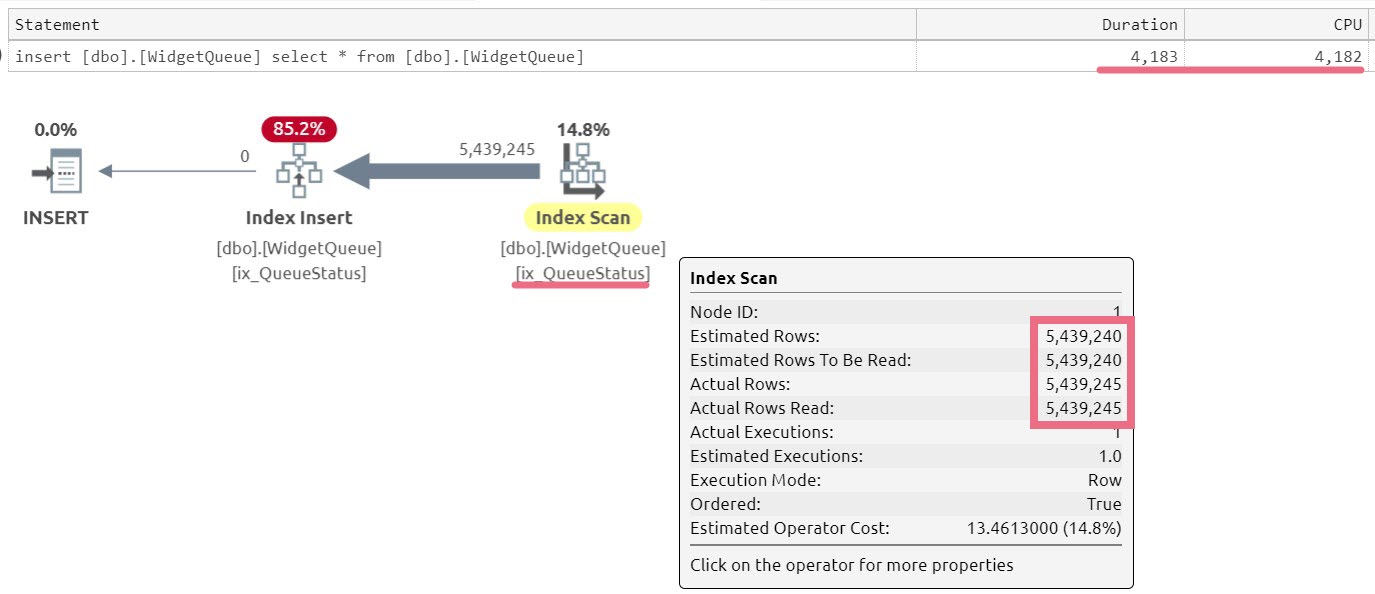 Statement Duration CPU
insert [dbo].[WidgetQueue] select * from [dbo].[WidgetQueue] 4,183 4,182
0.0% 85.2% 14.8%
0 5,439,245
INSERT Index Insert Index Scan
[dbo].[WidgetQueue] [dbo].[WidgetQueue]
[ix_QueueStatus] [ix_QueueStatus]
Index Scan
Node ID: 1
Estimated Rows: 5,439,240
Estimated Rows To Be Read: 5,439,240
Actual Rows: 5,439,245
Actual Rows Read: 5,439,245
Actual Executions: 1
Estimated Executions: 1.0
Execution Mode: Row
Ordered: True
Estimated Operator Cost: 13.4613000 (14.8%)
Click on the operator for more properties